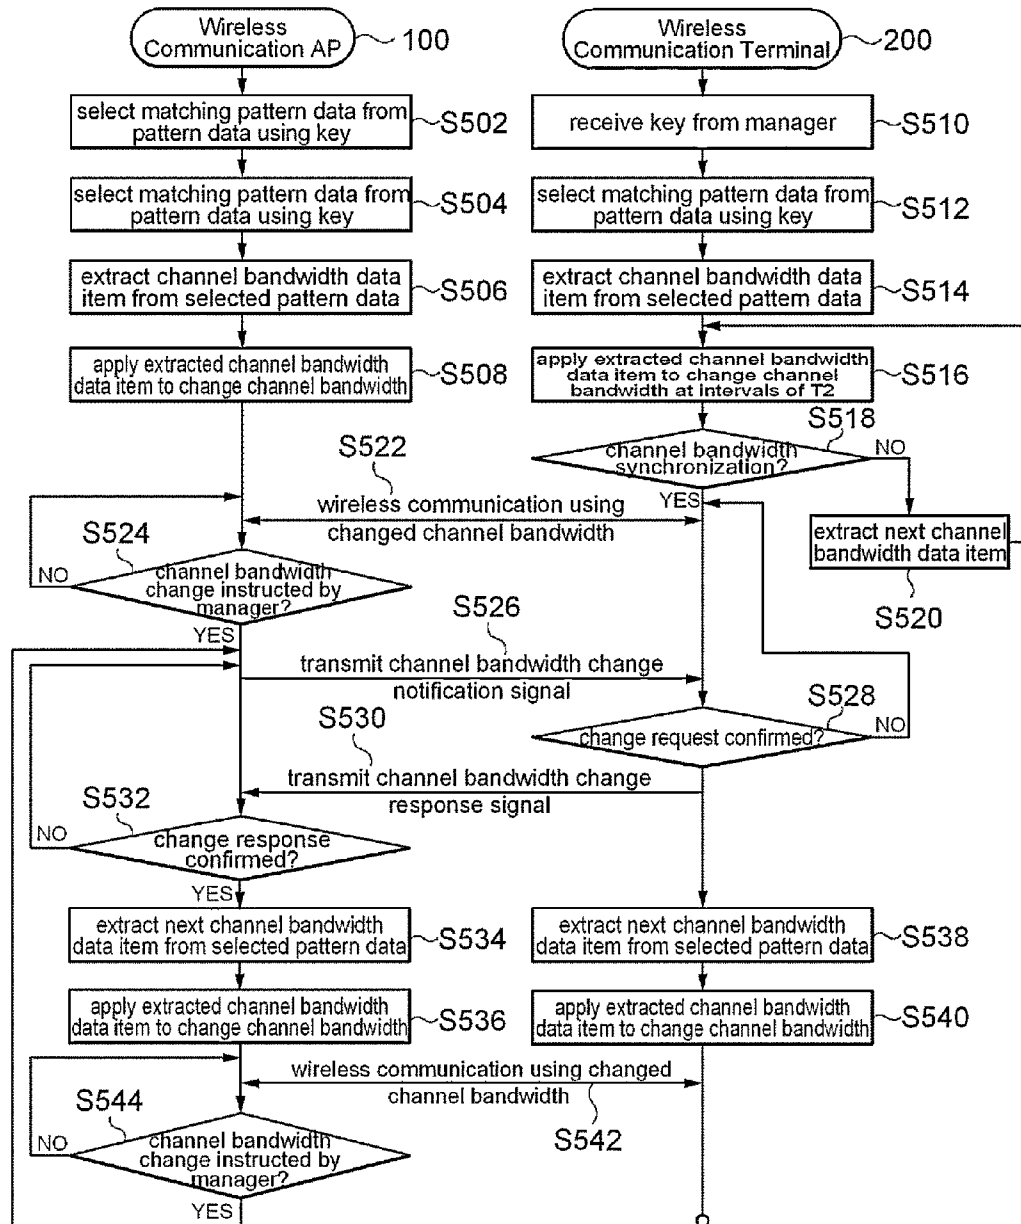 Wireless
Communication AP
100
Wireless
Communication Terminal
200
select matching pattern data from
pattern data using key
S502
receive key from manager
S510
select matching pattern data from
pattern data using key
S504
select matching pattern data from
pattern data using key
S512
extract channel bandwidth data
item from selected pattern data
S506
extract channel bandwidth data
item from selected pattern data
S514
apply extracted channel bandwidth
data item to change channel bandwidth
S508
apply extracted channel bandwidth
data item to change channel
bandwidth at intervals of T2
S516
S518
channel bandwidth
synchronization?
NO
YES
S522
wireless communication using
changed channel bandwidth
extract next channel
bandwidth data item
S520
S524
channel bandwidth
change instructed by
manager?
NO
YES
S526
transmit channel bandwidth change
notification signal
S528
change request confirmed?
NO
S530
transmit channel bandwidth change
response signal
S532
change response
confirmed?
NO
YES
extract next channel bandwidth
data item from selected pattern data
S534
extract next channel bandwidth
data item from selected pattern data
S538
apply extracted channel bandwidth
data item to change channel bandwidth
S536
apply extracted channel bandwidth
data item to change channel bandwidth
S540
wireless communication using changed
channel bandwidth
S542
S544
channel bandwidth
change instructed by
manager?
NO
YES